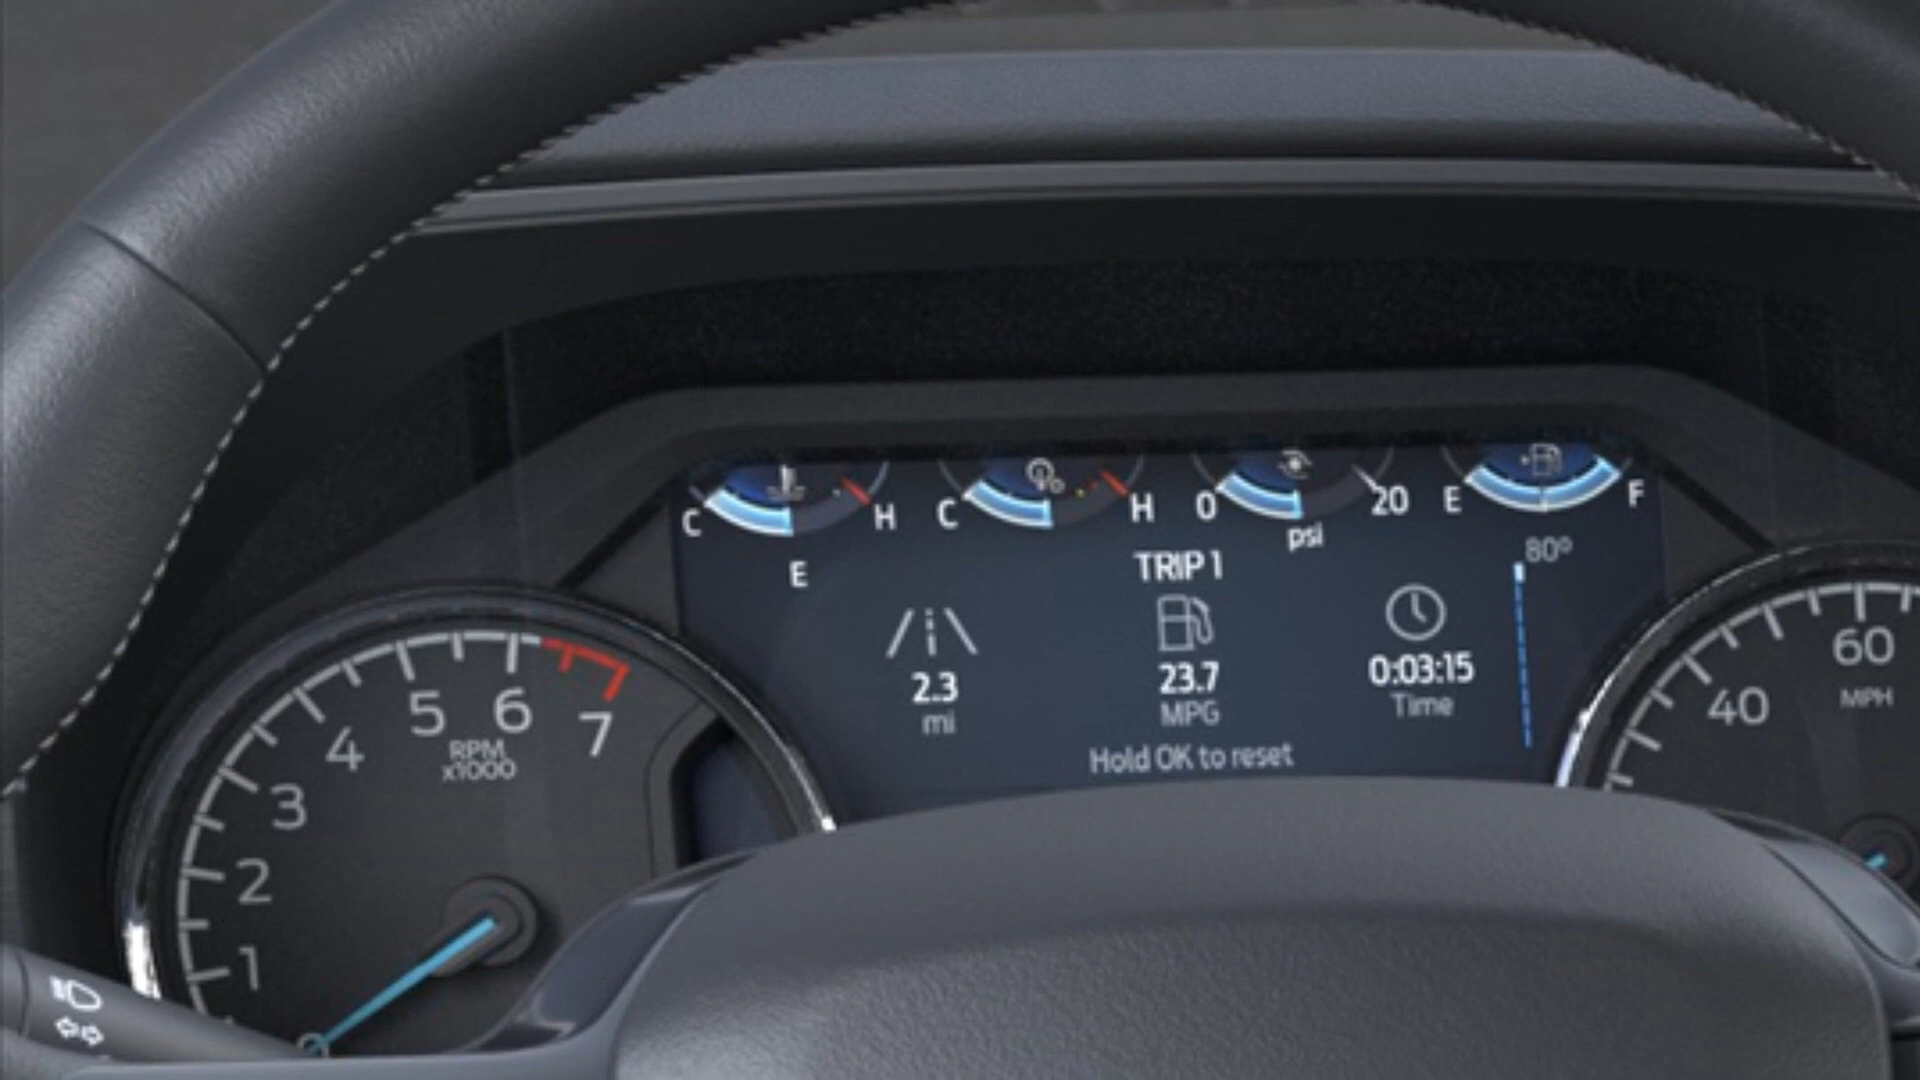 C H C H 0 20 E F
psi
80°
E
TRIP 1
2.3
mi
23.7
MPG
0:03:15
Time
Hold OK to reset
0
1
2
3
4
5
6
7
RPM
x1000
40
60
MPH